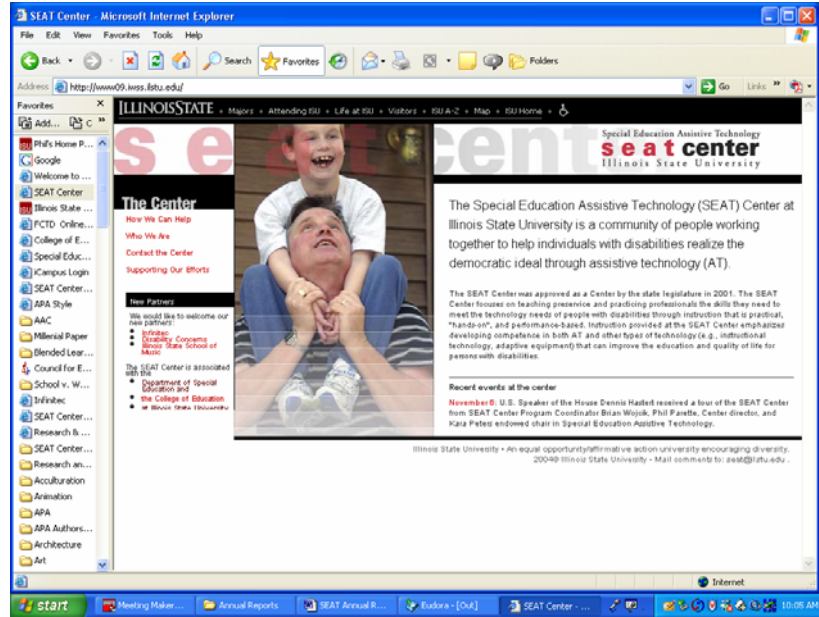 SEAT Center - Microsoft Internet Explorer
File Edit View Favorites Tools Help
Back Search Favorites Folders
Address http://www09.iwss.ilstu.edu/ Go Links »
Favorites ×
Add...
Phil's Home P...
Google
Welcome to ...
SEAT Center
Illinois State ...
FCTD Online...
College of E...
Special Educ...
iCampus Login
SEAT Center...
APA Style
AAC
Millenial Paper
Blended Lear...
Council for E...
School v. W...
Infinitec
SEAT Center...
Research & ...
SEAT Center...
Research an...
Acculturation
Animation
APA
APA Authors...
Architecture
Art
ILLINOIS STATE + Majors + Attending ISU + Life at ISU + Visitors + ISU A-Z + Map + ISU Home +
seat cent
Special Education Assistive Technology
seat center
Illinois State University
The Center
How We Can Help
Who We Are
Contact the Center
Supporting Our Efforts
New Partners
We would like to welcome our
new partners:
Infinitec
Disability Concerns
Illinois State School of
Music
The SEAT Center is associated
with the
Department of Special
Education and
the College of Education
at Illinois State University
The Special Education Assistive Technology (SEAT) Center at
Illinois State University is a community of people working
together to help individuals with disabilities realize the
democratic ideal through assistive technology (AT).
The SEAT Center was approved as a Center by the state legislature in 2001. The SEAT
Center focuses on teaching preservice and practicing professionals the skills they need to
meet the technology needs of people with disabilities through instruction that is practical,
"hands-on", and performance-based. Instruction provided at the SEAT Center emphasizes
developing competence in both AT and other types of technology (e.g., instructional
technology, adaptive equipment) that can improve the education and quality of life for
persons with disabilities.
Recent events at the center
November 8: U.S. Speaker of the House Dennis Hastert received a tour of the SEAT Center
from SEAT Center Program Coordinator Brian Wojcik, Phil Parette, Center director, and
Kara Peters endowed chair in Special Education Assistive Technology.
Illinois State University • An equal opportunity/affirmative action university encouraging diversity.
2004© Illinois State University - Mail comments to: seat@ilstu.edu .
Internet
start Meeting Maker... Annual Reports SEAT Annual R... Eudora - [Out] SEAT Center - ... 10:05 AM